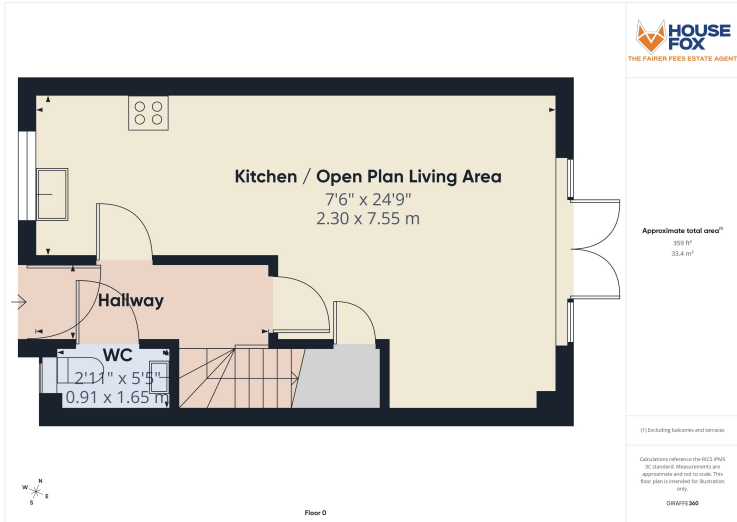 HOUSE
FOX
THE FAIRER FEES ESTATE AGENT
Kitchen / Open Plan Living Area
7'6" x 24'9"
2.30 x 7.55 m
Hallway
WC
2'11" x 5'5"
0.91 x 1.65 m
Approximate total area(1)
359 ft²
33.4 m²
(1) Excluding balconies and terraces
Calculations reference the RICS IPMS
3C standard. Measurements are
approximate and not to scale. This
floor plan is intended for illustration
only.
GIRAFFE360
N
W
E
S
Floor 0